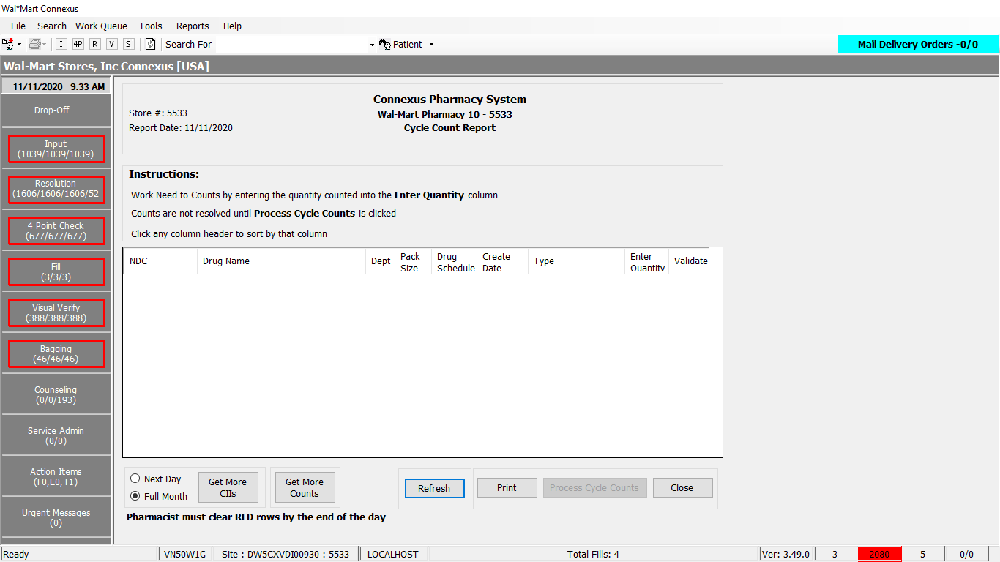 Wal*Mart Connexus
File Search Work Queue Tools Reports Help
I 4P R V S Search For Patient Mail Delivery Orders -0/0
Wal-Mart Stores, Inc Connexus [USA]
11/11/2020 9:33 AM
Drop-Off
Input
(1039/1039/1039)
Resolution
(1606/1606/1606/52
4 Point Check
(677/677/677)
Fill
(3/3/3)
Visual Verify
(388/388/388)
Bagging
(46/46/46)
Counseling
(0/0/193)
Service Admin
(0/0)
Action Items
(F0,E0,T1)
Urgent Messages
(0)
Connexus Pharmacy System
Store #: 5533
Wal-Mart Pharmacy 10 - 5533
Report Date: 11/11/2020
Cycle Count Report
Instructions:
Work Need to Counts by entering the quantity counted into the Enter Quantity column
Counts are not resolved until Process Cycle Counts is clicked
Click any column header to sort by that column
NDC
Drug Name
Dept
Pack
Size
Drug
Schedule
Create
Date
Type
Enter
Quantity
Validate
Next Day
Full Month
Get More
CIIs
Get More
Counts
Refresh
Print
Process Cycle Counts
Close
Pharmacist must clear RED rows by the end of the day
Ready VN50W1G Site : DW5CXVDI00930 : 5533 LOCALHOST Total Fills: 4 Ver: 3.49.0 3 2080 5 0/0